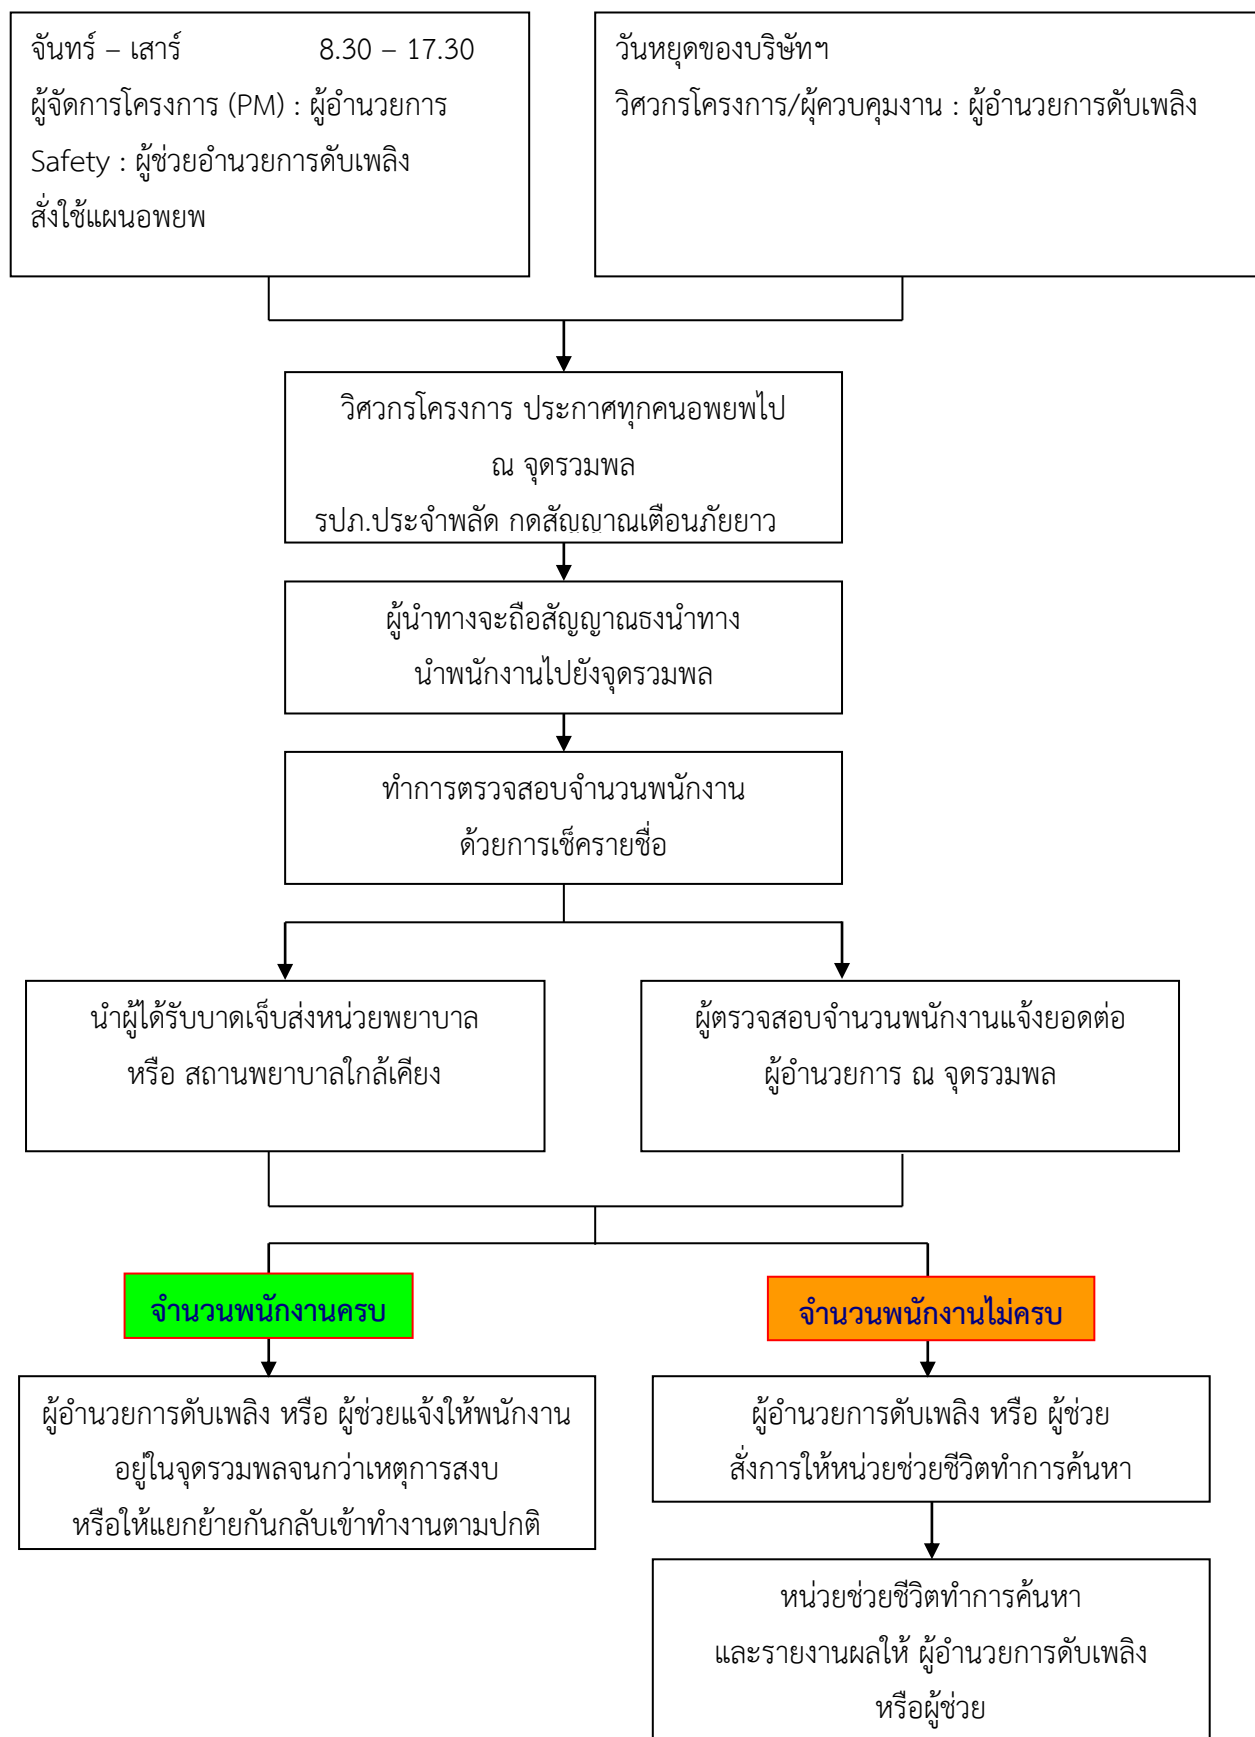 จันทร์ – เสาร์ 8.30 – 17.30
ผู้จัดการโครงการ (PM) : ผู้อำนวยการ
Safety : ผู้ช่วยอำนวยการดับเพลิง
สั่งใช้แผนอพยพ
วันหยุดของบริษัทฯ
วิศวกรโครงการ/ผุ้ควบคุมงาน : ผู้อำนวยการดับเพลิง
วิศวกรโครงการ ประกาศทุกคนอพยพไป
ณ จุดรวมพล
รปภ.ประจำพลัด กดสัญญาณเตือนภัยยาว
ผู้นำทางจะถือสัญญาณธงนำทาง
นำพนักงานไปยังจุดรวมพล
ทำการตรวจสอบจำนวนพนักงาน
ด้วยการเช็ครายชื่อ
นำผู้ได้รับบาดเจ็บส่งหน่วยพยาบาล
หรือ สถานพยาบาลใกล้เคียง
ผู้ตรวจสอบจำนวนพนักงานแจ้งยอดต่อ
ผู้อำนวยการ ณ จุดรวมพล
จำนวนพนักงานครบ
จำนวนพนักงานไม่ครบ
ผู้อำนวยการดับเพลิง หรือ ผู้ช่วยแจ้งให้พนักงาน
อยู่ในจุดรวมพลจนกว่าเหตุการสงบ
หรือให้แยกย้ายกันกลับเข้าทำงานตามปกติ
ผู้อำนวยการดับเพลิง หรือ ผู้ช่วย
สั่งการให้หน่วยช่วยชีวิตทำการค้นหา
หน่วยช่วยชีวิตทำการค้นหา
และรายงานผลให้ ผู้อำนวยการดับเพลิง
หรือผู้ช่วย